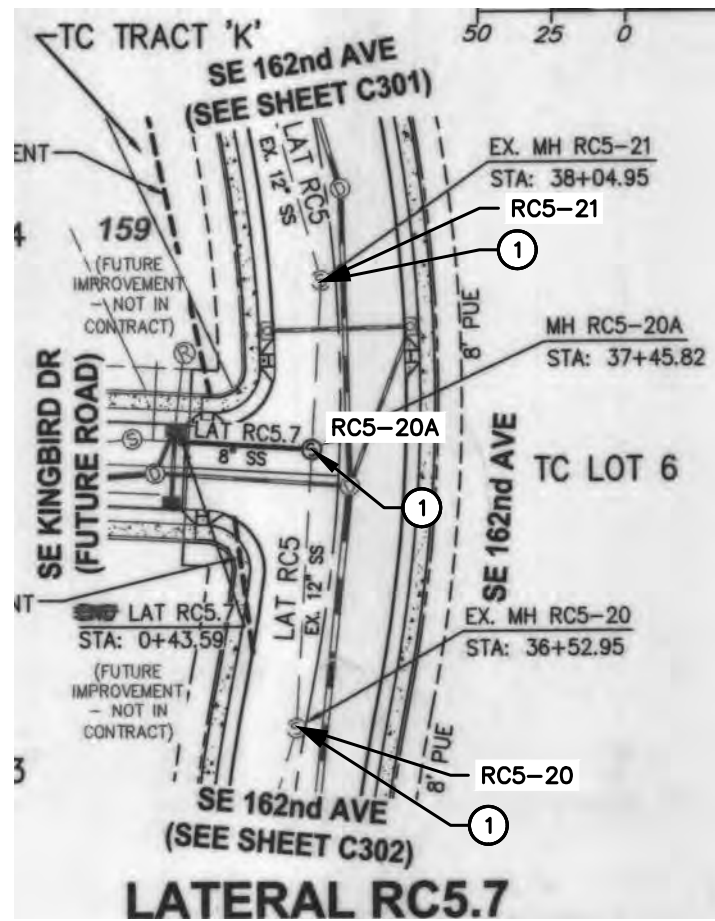 TC TRACT 'K'
50 25 0
SE 162nd AVE
(SEE SHEET C301)
ENT
LAT RC5
EX. 12" SS
EX. MH RC5-21
STA: 38+04.95
RC5-21
1
4
159
(FUTURE
IMPROVEMENT
- NOT IN
CONTRACT)
8' PUE
MH RC5-20A
STA: 37+45.82
R
SE KINGBIRD DR
(FUTURE ROAD)
S
D
LAT RC5.7
8" SS
RC5-20A
1
SE 162nd AVE
TC LOT 6
LAT RC5
EX. 12" SS
NT
LAT RC5.7
STA: 0+43.59
(FUTURE
IMPROVEMENT
- NOT IN
CONTRACT)
EX. MH RC5-20
STA: 36+52.95
3
8' PUE
RC5-20
1
SE 162nd AVE
(SEE SHEET C302)
LATERAL RC5.7